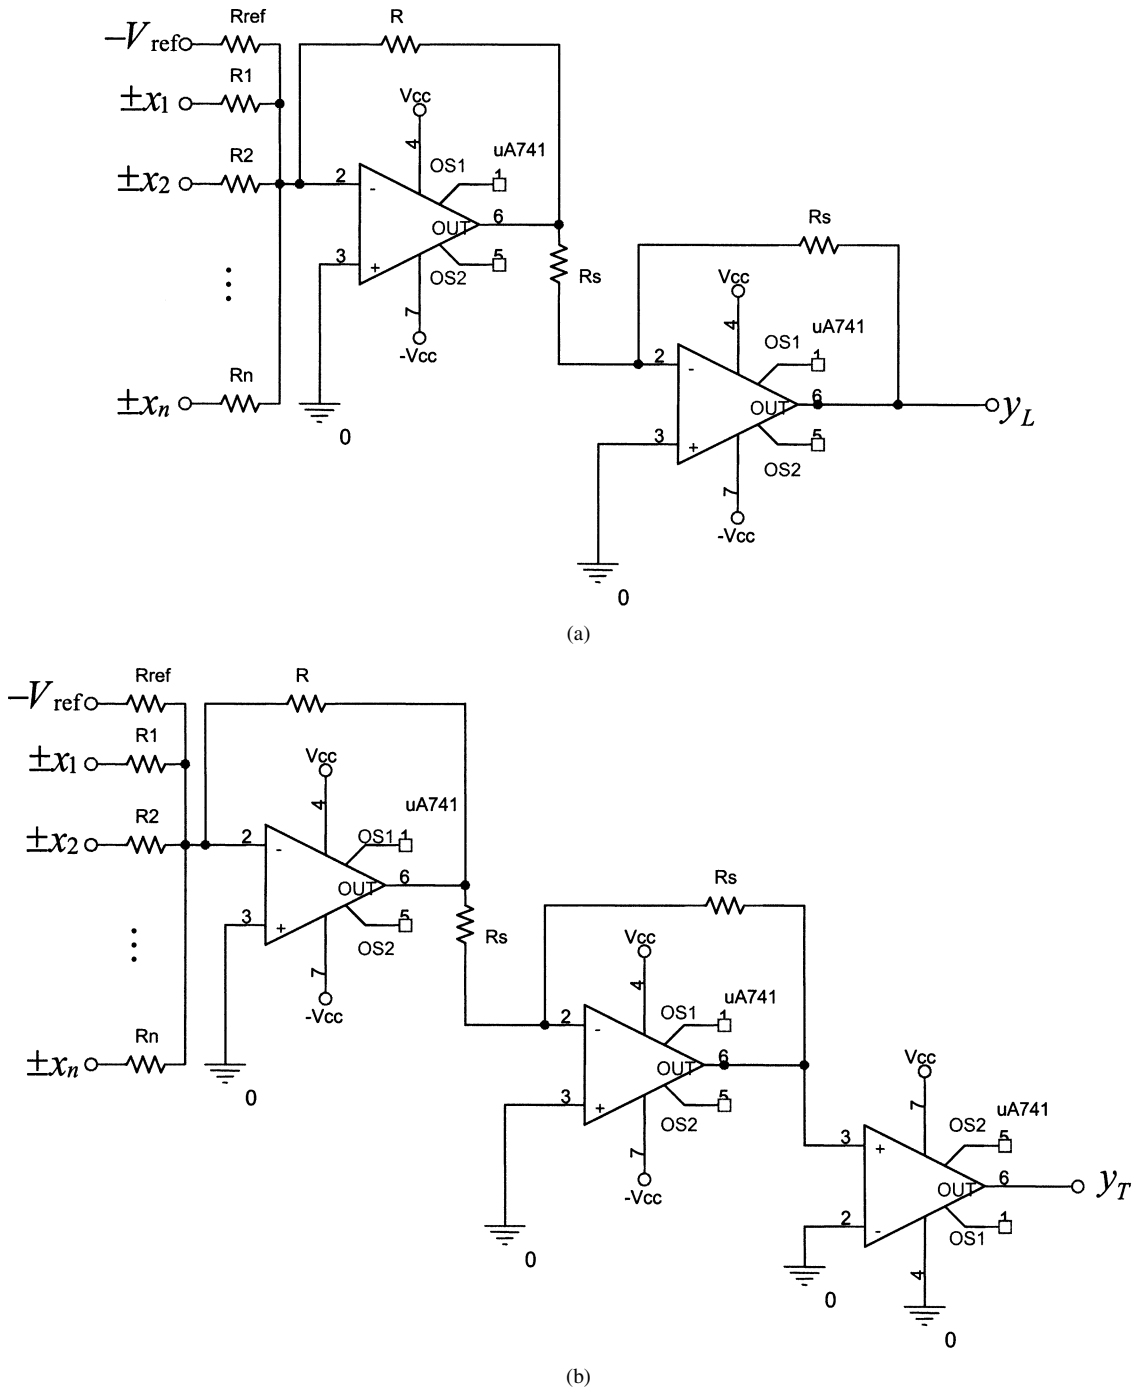 Rref
R
−V ref
R1
±x1
Vcc
4
uA741
R2
OS1
1
±x2
2
-
6
OUT
Rs
3
+
5
OS2
Rs
Vcc
7
4
uA741
-Vcc
OS1
1
Rn
2
-
±xn
6
OUT
yL
0
3
+
5
OS2
7
-Vcc
0
(a)
Rref
R
−V ref
R1
Vcc
±x1
4
uA741
R2
OS1
1
±x2
2
-
6
Rs
OUT
3
+
5
Rs
OS2
Vcc
7
4
uA741
-Vcc
OS1
1
Rn
2
-
±xn
6
Vcc
OUT
0
3
+
5
7
uA741
OS2
OS2
5
7
3
+
-Vcc
6
yT
OUT
2
-
1
OS1
0
4
0
0
(b)